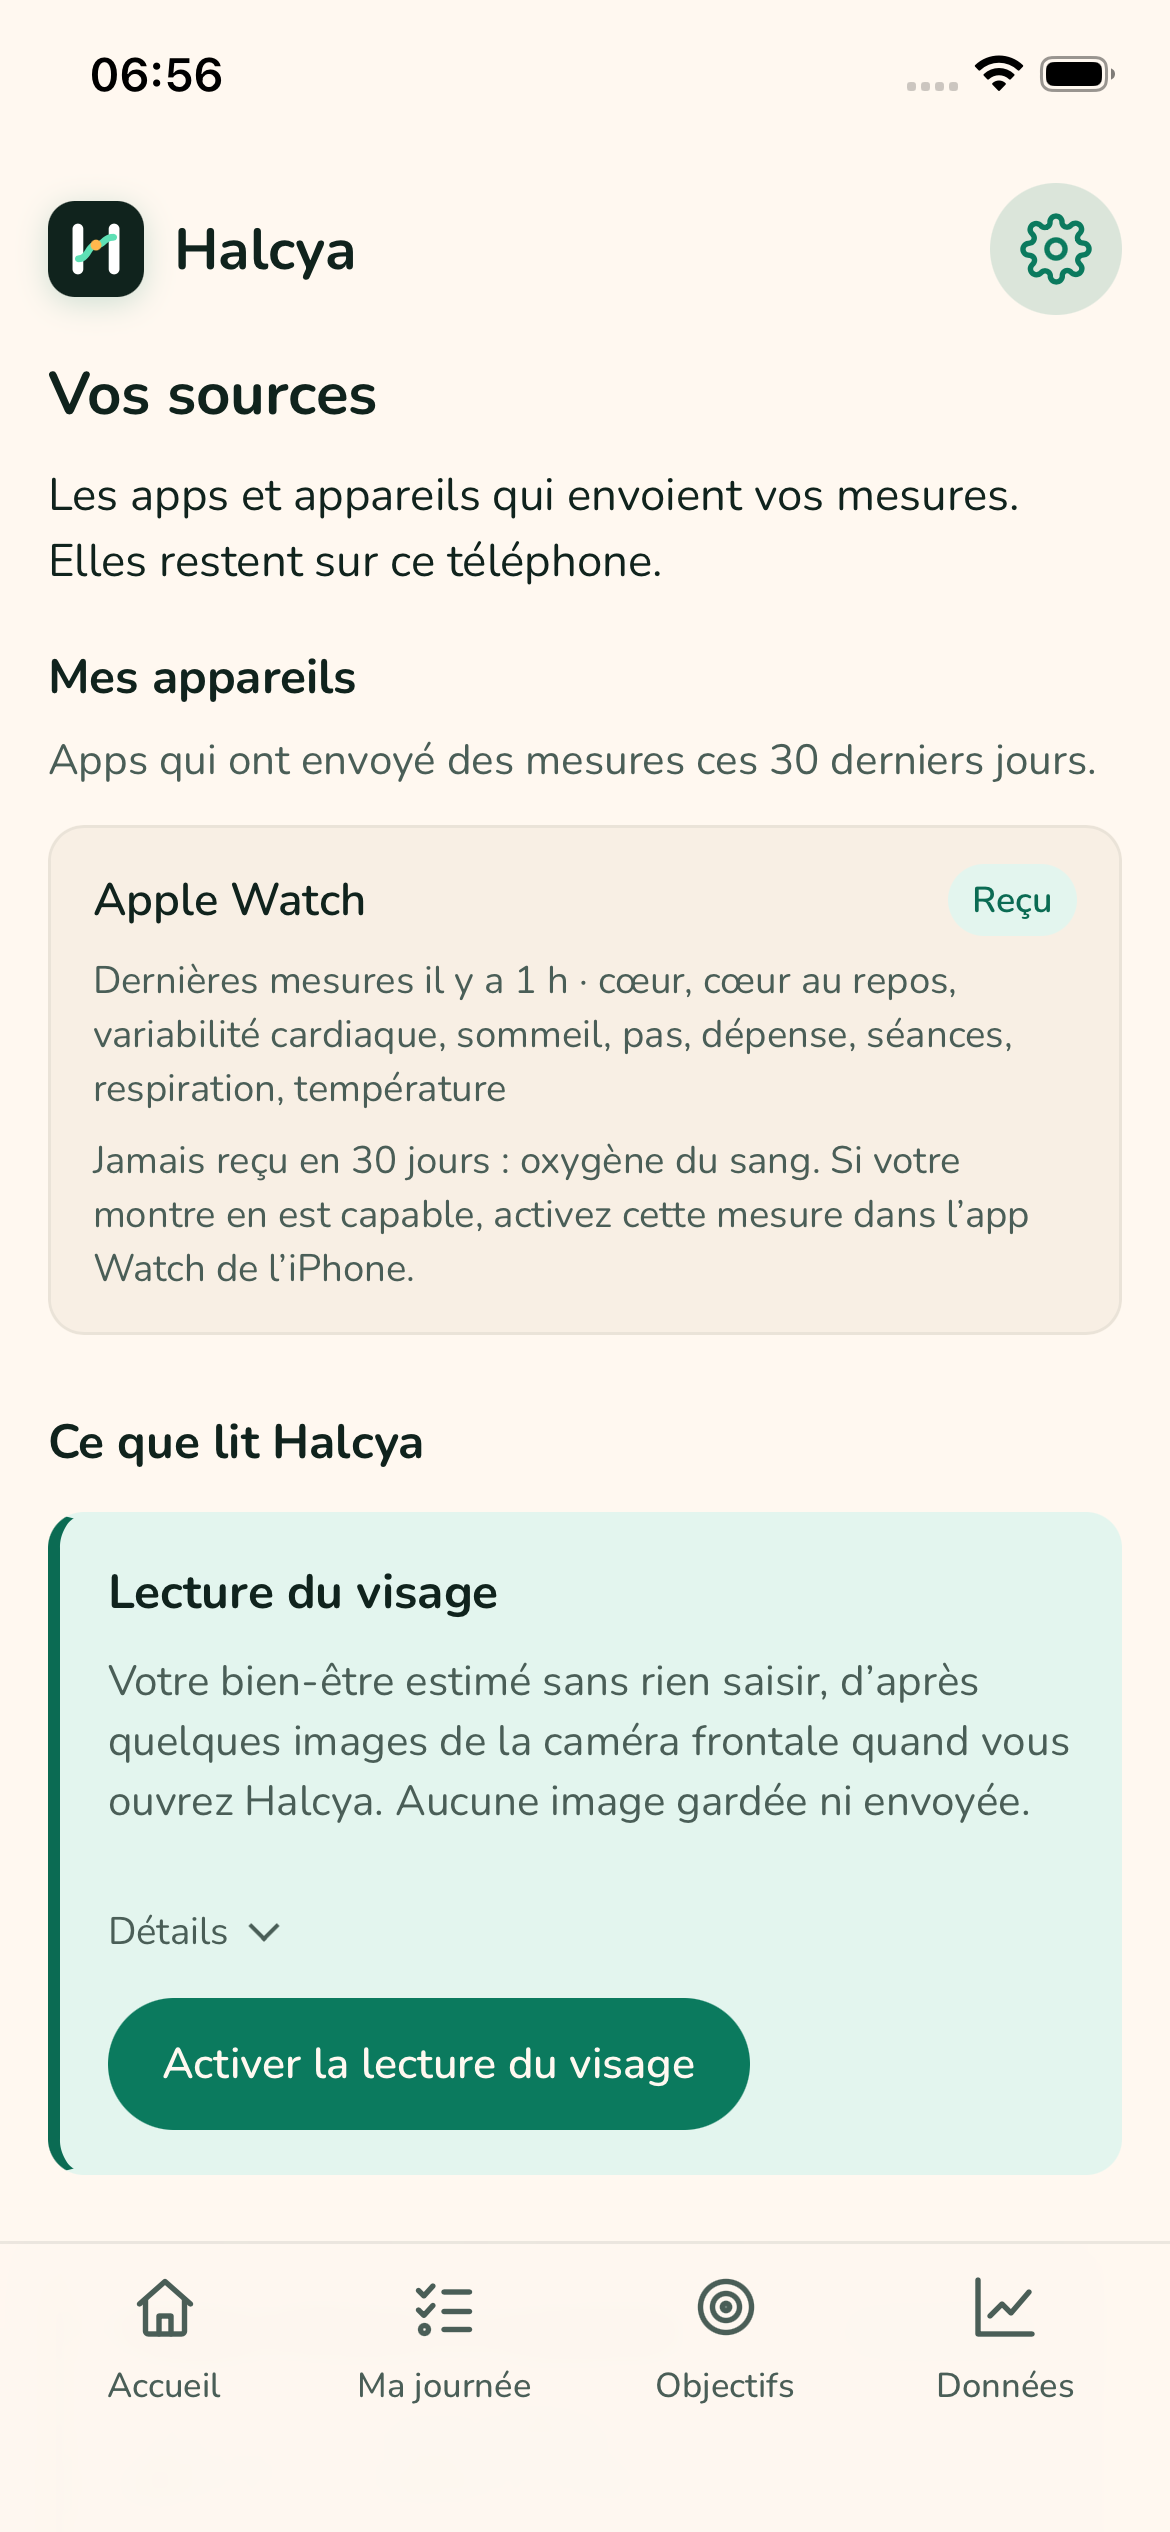 06:56
Halcya
Vos sources
Les apps et appareils qui envoient vos mesures.
Elles restent sur ce téléphone.
Mes appareils
Apps qui ont envoyé des mesures ces 30 derniers jours.
Apple Watch
Reçu
Dernières mesures il y a 1 h · cœur, cœur au repos,
variabilité cardiaque, sommeil, pas, dépense, séances,
respiration, température
Jamais reçu en 30 jours : oxygène du sang. Si votre
montre en est capable, activez cette mesure dans l’app
Watch de l’iPhone.
Ce que lit Halcya
Lecture du visage
Votre bien-être estimé sans rien saisir, d’après
quelques images de la caméra frontale quand vous
ouvrez Halcya. Aucune image gardée ni envoyée.
Détails
Activer la lecture du visage
Accueil
Ma journée
Objectifs
Données